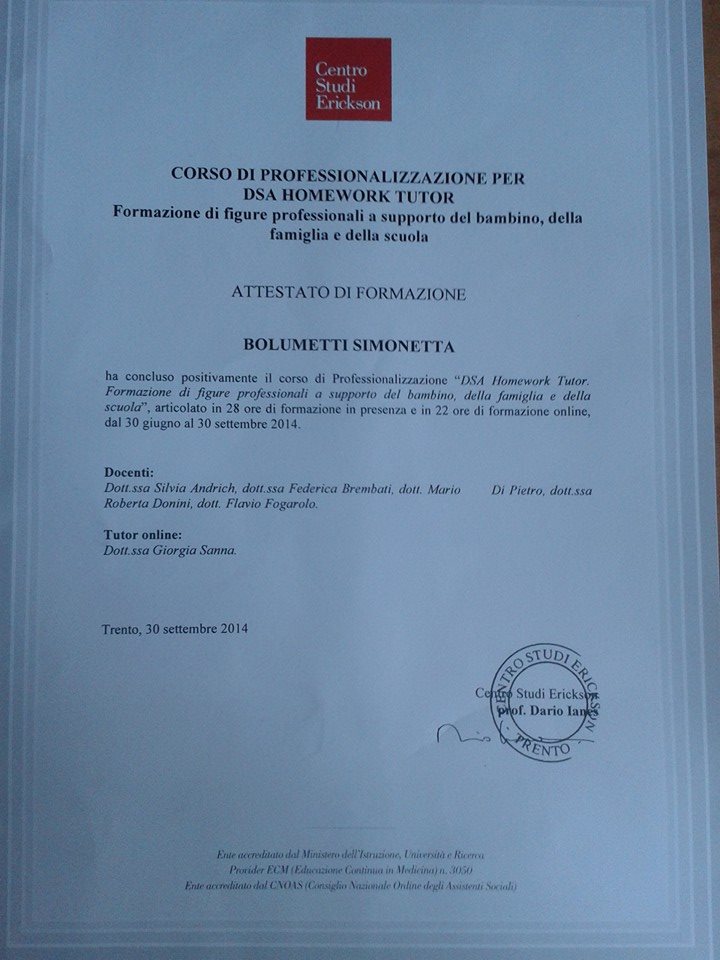 Centro
Studi
Erickson
CORSO DI PROFESSIONALIZZAZIONE PER
DSA HOMEWORK TUTOR
Formazione di figure professionali a supporto del bambino, della
famiglia e della scuola
ATTESTATO DI FORMAZIONE
BOLUMETTI SIMONETTA
ha concluso positivamente il corso di Professionalizzazione “DSA Homework Tutor.
Formazione di figure professionali a supporto del bambino, della famiglia e della
scuola”, articolato in 28 ore di formazione in presenza e in 22 ore di formazione online,
dal 30 giugno al 30 settembre 2014.
Docenti:
Dott.ssa Silvia Andrich, dott.ssa Federica Brembati, dott. Mario Di Pietro, dott.ssa
Roberta Donini, dott. Flavio Fogarolo.
Tutor online:
Dott.ssa Giorgia Sanna.
Trento, 30 settembre 2014
Centro Studi Erickson
prof. Dario Ianes
CENTRO STUDI ERICKSON
- TRENTO -
Ente accreditato dal Ministero dell'Istruzione, Università e Ricerca
Provider ECM (Educazione Continua in Medicina) n. 3050
Ente accreditato dal CNOAS (Consiglio Nazionale Ordine degli Assistenti Sociali)